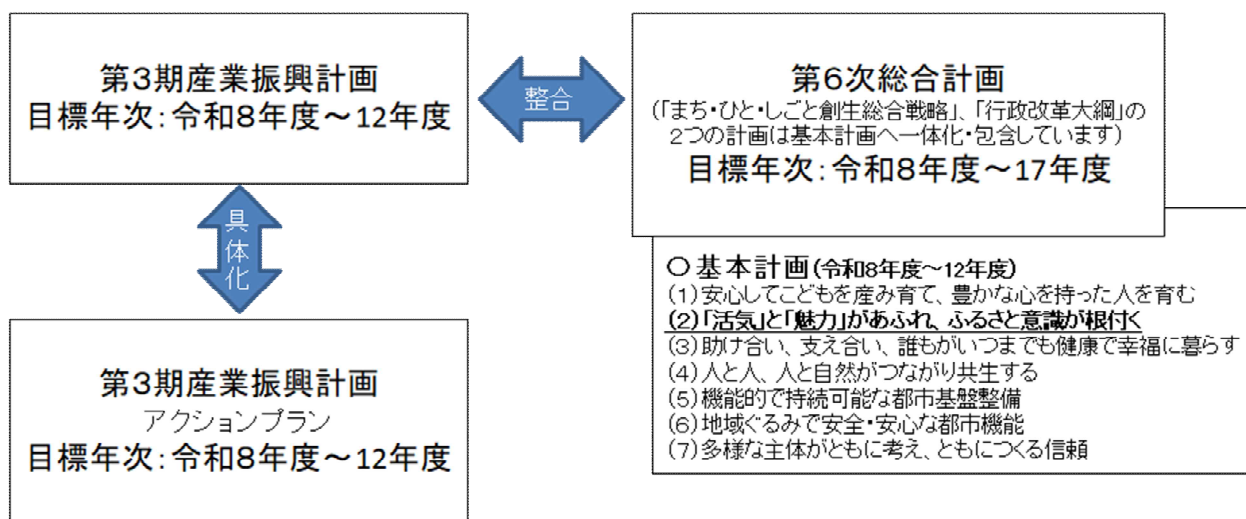 第3期産業振興計画
目標年次:令和8年度～12年度
整合
第6次総合計画
(「まち・ひと・しごと創生総合戦略」、「行政改革大綱」の
2つの計画は基本計画へ一体化・包含しています)
目標年次:令和8年度～17年度
具体化
第3期産業振興計画
アクションプラン
目標年次:令和8年度～12年度
○基本計画(令和8年度～12年度)
(1)安心してこどもを産み育て、豊かな心を持った人を育む
(2)「活気」と「魅力」があふれ、ふるさと意識が根付く
(3)助け合い、支え合い、誰もがいつまでも健康で幸福に暮らす
(4)人と人、人と自然がつながり共生する
(5)機能的で持続可能な都市基盤整備
(6)地域ぐるみで安全・安心な都市機能
(7)多様な主体がともに考え、ともにつくる信頼